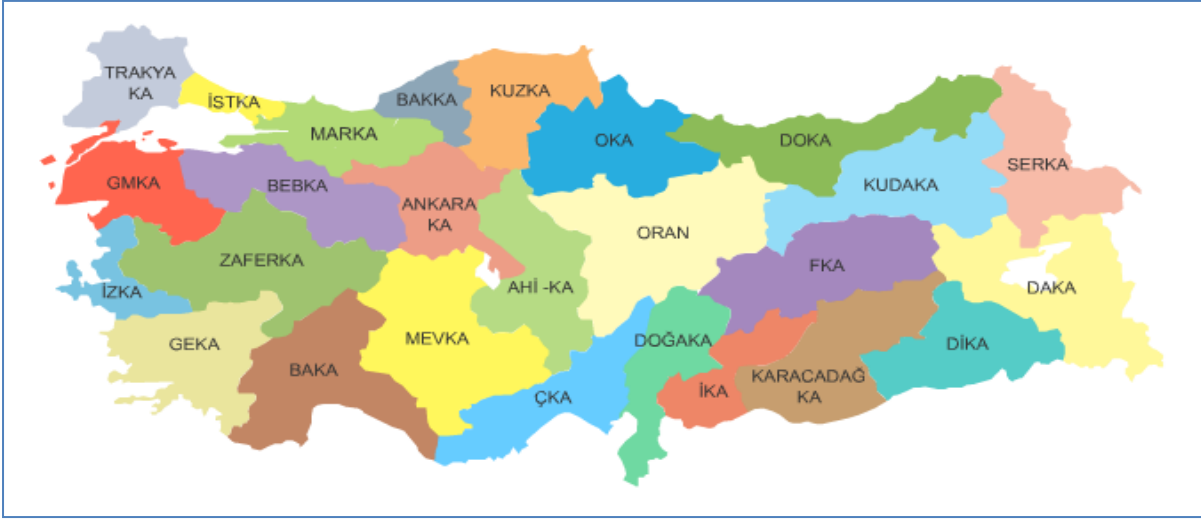 TRAKYA
KA
İSTKA
BAKKA
KUZKA
MARKA
OKA
DOKA
SERKA
GMKA
BEBKA
ANKARA
KA
KUDAKA
ORAN
ZAFERKA
FKA
İZKA
AHİ -KA
DAKA
GEKA
MEVKA
DOĞAKA
DİKA
BAKA
ÇKA
İKA
KARACADAĞ
KA